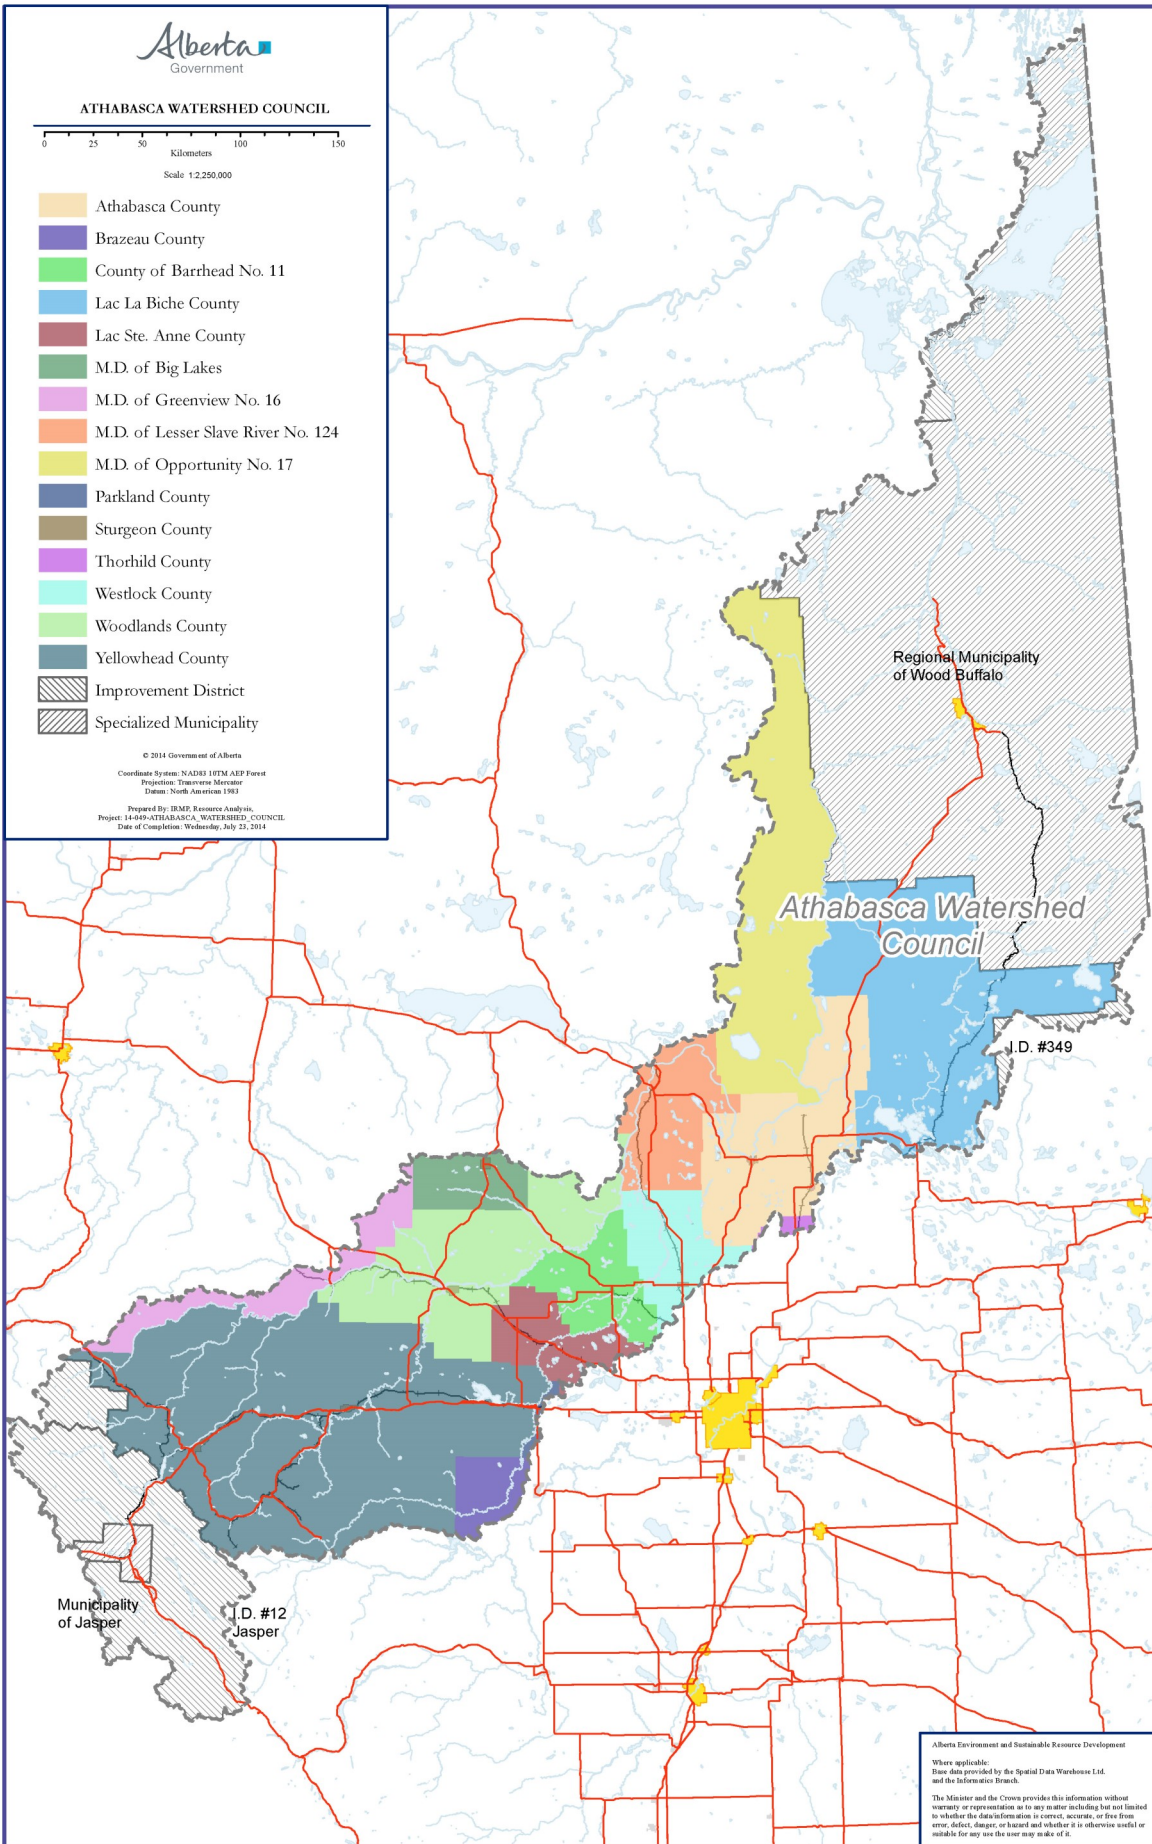 Alberta
Government
ATHABASCA WATERSHED COUNCIL
0 25 50 100 150
Kilometers
Scale 1:2,250,000
Athabasca County
Brazeau County
County of Barrhead No. 11
Lac La Biche County
Lac Ste. Anne County
M.D. of Big Lakes
M.D. of Greenview No. 16
M.D. of Lesser Slave River No. 124
M.D. of Opportunity No. 17
Parkland County
Sturgeon County
Thorhild County
Westlock County
Woodlands County
Yellowhead County
Improvement District
Specialized Municipality
© 2014 Government of Alberta
Coordinate System: NAD83 10TM AEP Forest
Projection: Transverse Mercator
Datum: North American 1983
Prepared By: IRMP, Resource Analysis,
Project: 14-049-ATHABASCA_WATERSHED_COUNCIL
Date of Completion: Wednesday, July 23, 2014
Regional Municipality
of Wood Buffalo
Athabasca Watershed
Council
I.D. #349
Municipality
of Jasper
I.D. #12
Jasper
Alberta Environment and Sustainable Resource Development
Where applicable:
Base data provided by the Spatial Data Warehouse Ltd.
and the Informatics Branch.
The Minister and the Crown provides this information without
warranty or representation as to any matter including but not limited
to whether the data/information is correct, accurate, or free from
error, defect, danger, or hazard and whether it is otherwise useful or
suitable for any use the user may make of it.